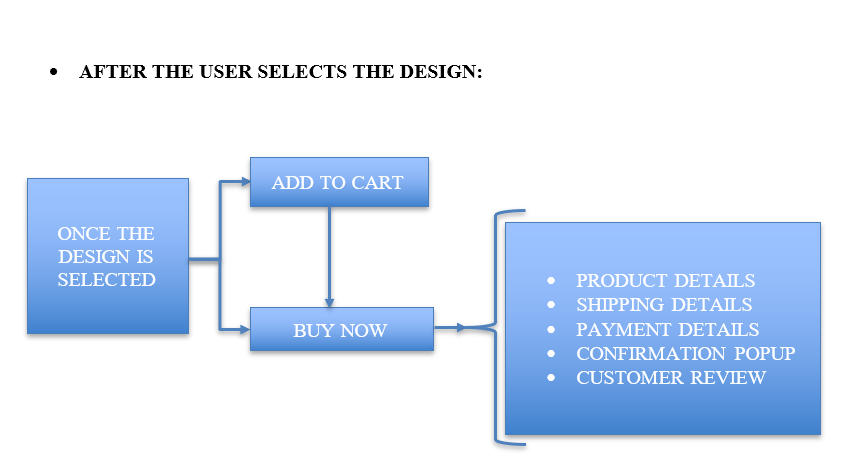 • AFTER THE USER SELECTS THE DESIGN:
ONCE THE
DESIGN IS
SELECTED
ADD TO CART
BUY NOW
• PRODUCT DETAILS
• SHIPPING DETAILS
• PAYMENT DETAILS
• CONFIRMATION POPUP
• CUSTOMER REVIEW